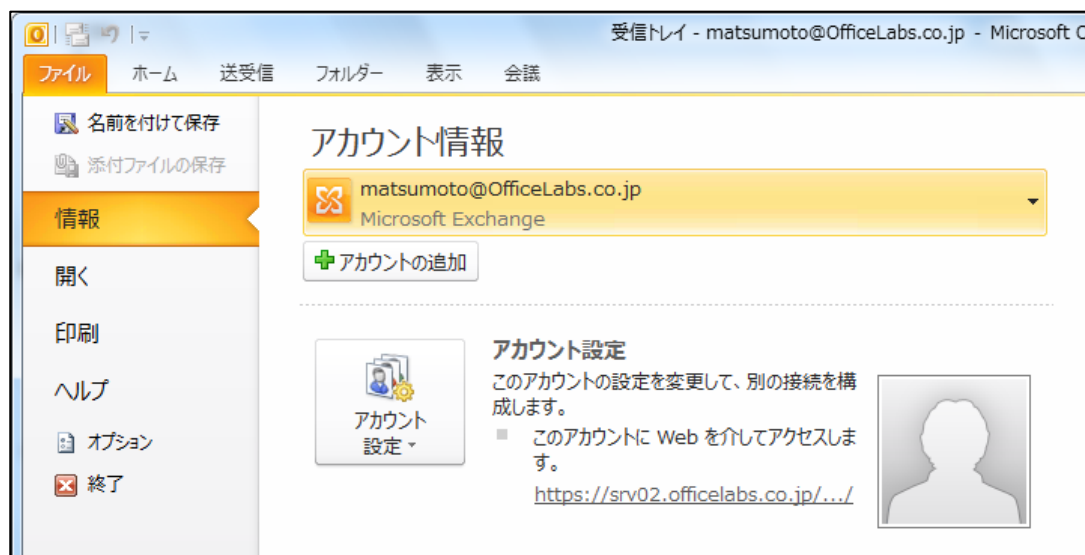 受信トレイ - matsumoto@OfficeLabs.co.jp - Microsoft
ファイル ホーム 送受信 フォルダー 表示 会議
名前を付けて保存
添付ファイルの保存
情報
開く
印刷
ヘルプ
オプション
終了
アカウント情報
matsumoto@OfficeLabs.co.jp
Microsoft Exchange
アカウントの追加
アカウント
設定
アカウント設定
このアカウントの設定を変更して、別の接続を構
成します。
このアカウントに Web を介してアクセスしま
す。
https://srv02.officelabs.co.jp/.../